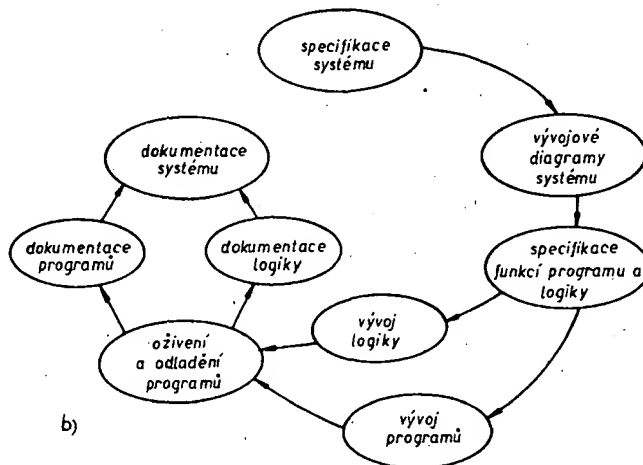 specifikace
systému
vývojové
diagramy
systému
specifikace
funkcí programu a
logiky
vývoj
logiky
vývoj
programů
oživení
a odladění
programů
dokumentace
programů
dokumentace
logiky
dokumentace
systému
b)